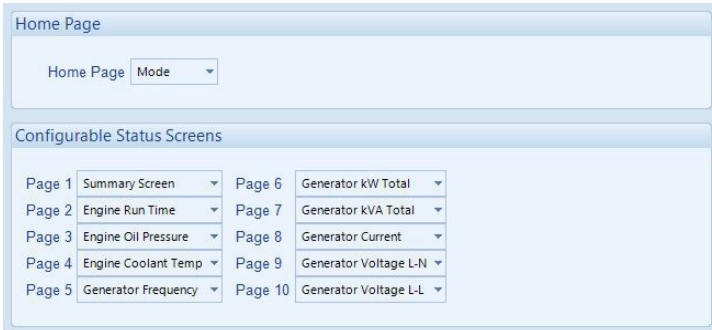 Home Page
Home Page Mode
Configurable Status Screens
Page 1 Summary Screen Page 6 Generator kW Total
Page 2 Engine Run Time Page 7 Generator kVA Total
Page 3 Engine Oil Pressure Page 8 Generator Current
Page 4 Engine Coolant Temp Page 9 Generator Voltage L-N
Page 5 Generator Frequency Page 10 Generator Voltage L-L